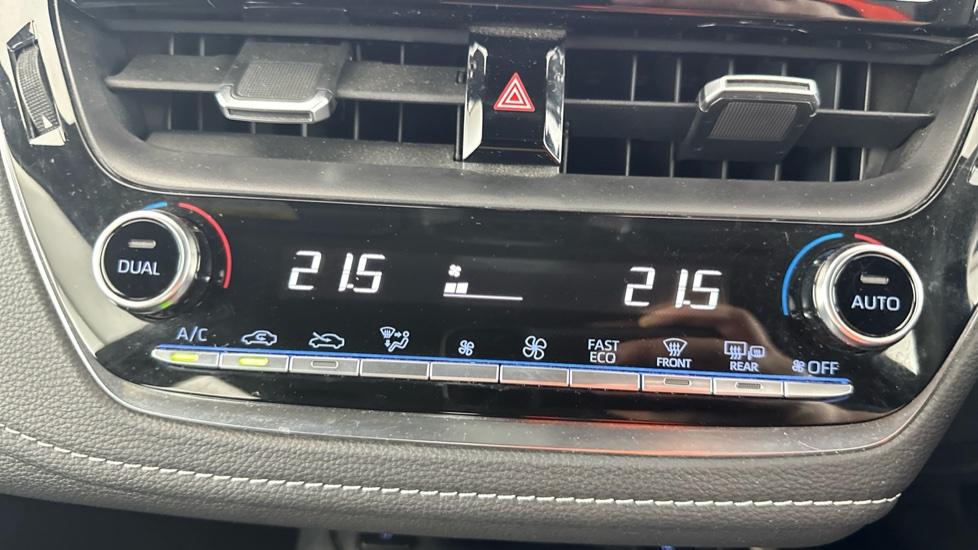 DUAL
21.5
21.5
AUTO
A/C
FAST
ECO
FRONT
REAR
OFF